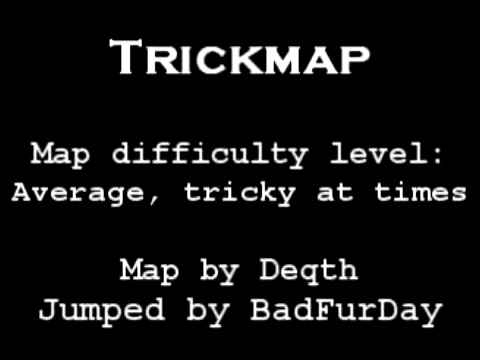 Trickmap
Map difficulty level:
Average, tricky at times
Map by Deqth
Jumped by BadFurDay